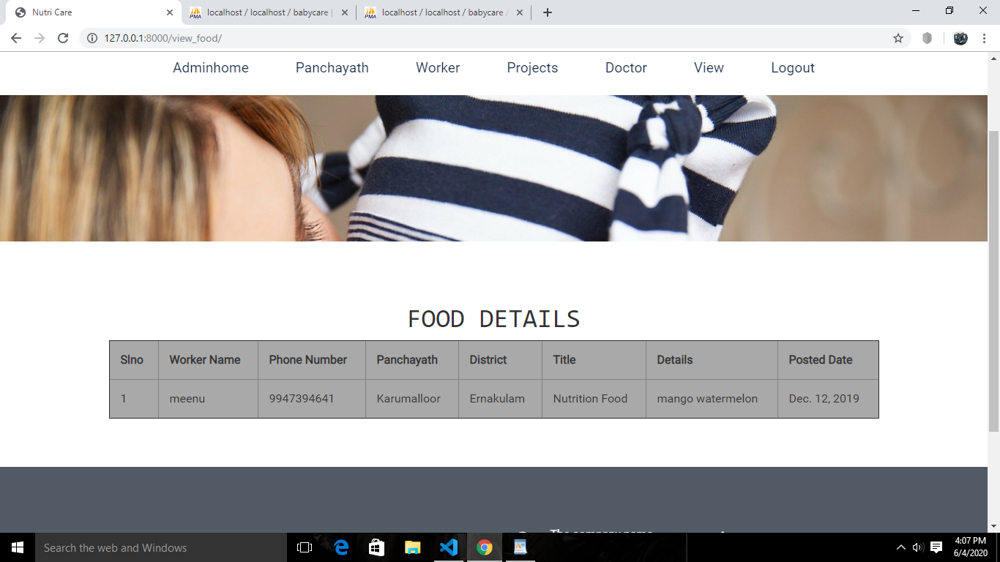 Nutri Care
localhost / localhost / babycare |
localhost / localhost / babycare /
127.0.0.1:8000/view_food/
Adminhome Panchayath Worker Projects Doctor View Logout
FOOD DETAILS
Slno Worker Name Phone Number Panchayath District Title Details Posted Date
1 meenu 9947394641 Karumalloor Ernakulam Nutrition Food mango watermelon Dec. 12, 2019
The company name
Search the web and Windows
4:07 PM
6/4/2020